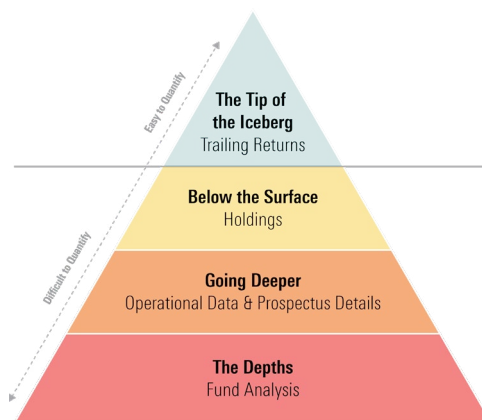 Easy to Quantify
Difficult to Quantify
The Tip of
the Iceberg
Trailing Returns
Below the Surface
Holdings
Going Deeper
Operational Data & Prospectus Details
The Depths
Fund Analysis